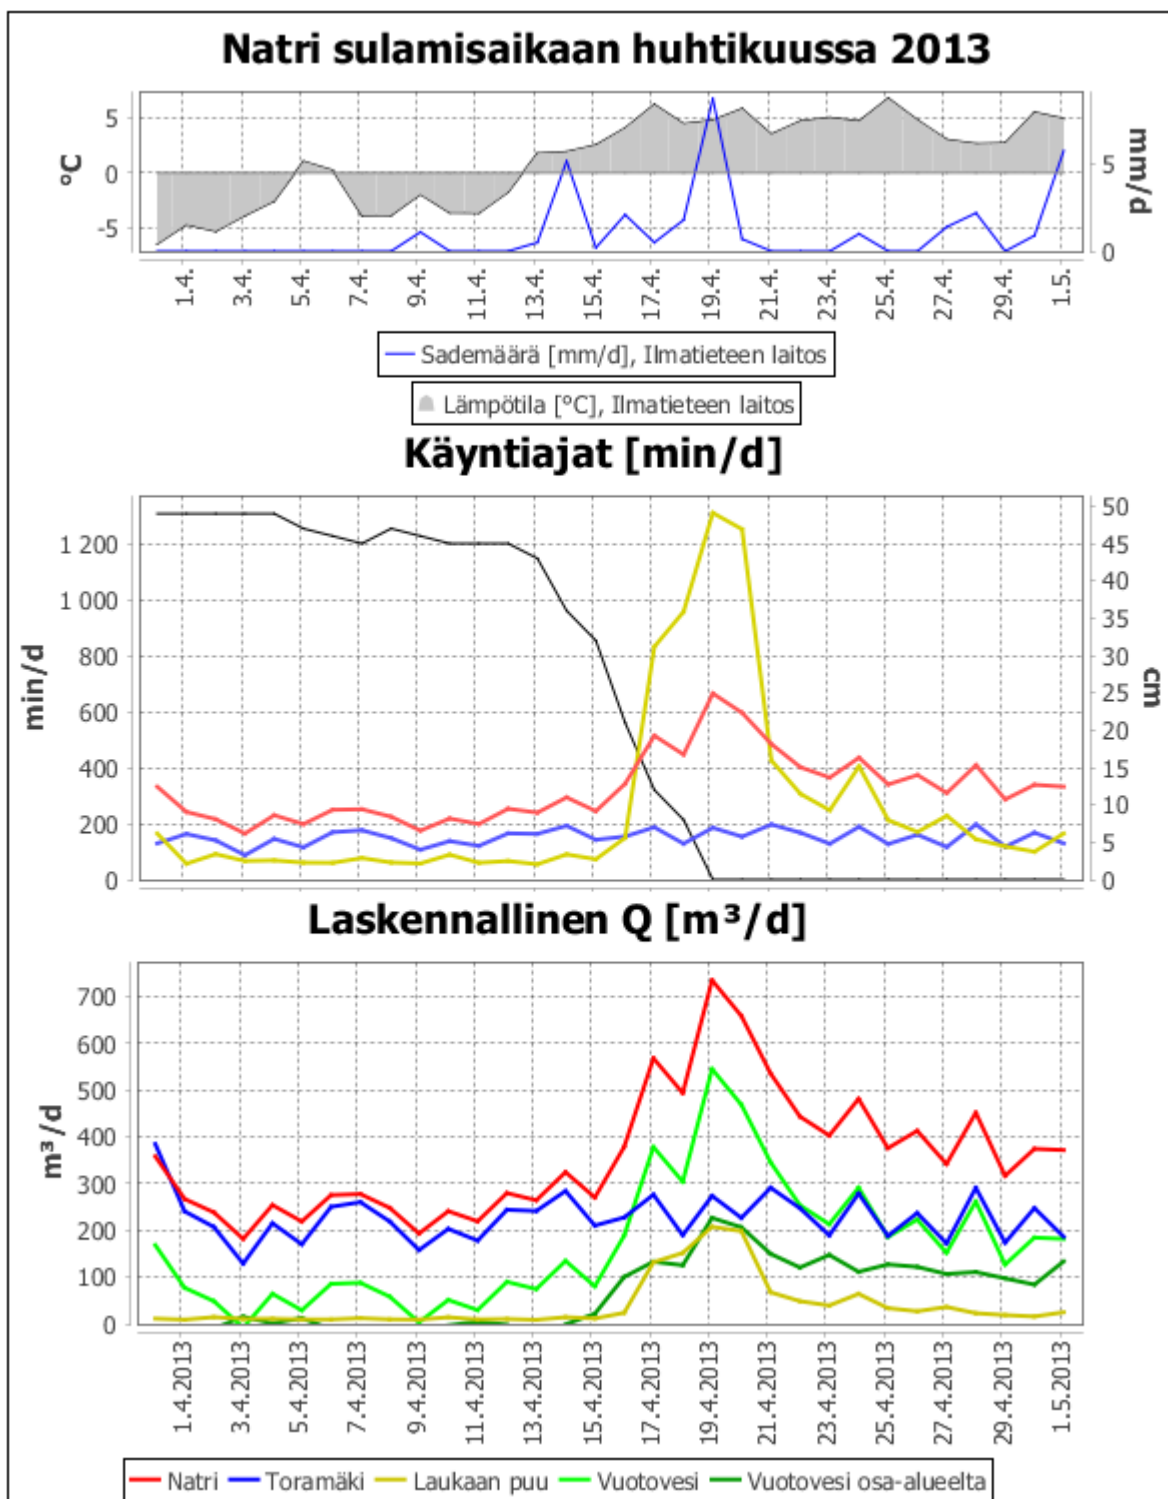 Natri sulamisaikaan huhtikuussa 2013
5
0
-5
°C
5
0
mm/d
1.4. 3.4. 5.4. 7.4. 9.4. 11.4. 13.4. 15.4. 17.4. 19.4. 21.4. 23.4. 25.4. 27.4. 29.4. 1.5.
Sademäärä [mm/d], Ilmatieteen laitos
Lämpötila [°C], Ilmatieteen laitos
Käyntiajat [min/d]
1 200
1 000
800
600
400
200
0
min/d
50
45
40
35
30
25
20
15
10
5
0
cm
Laskennallinen Q [m³/d]
700
600
500
400
300
200
100
0
m³/d
1.4.2013 3.4.2013 5.4.2013 7.4.2013 9.4.2013 11.4.2013 13.4.2013 15.4.2013 17.4.2013 19.4.2013 21.4.2013 23.4.2013 25.4.2013 27.4.2013 29.4.2013 1.5.2013
Natri Toramäki Laukaan puu Vuotovesi Vuotovesi osa-alueelta